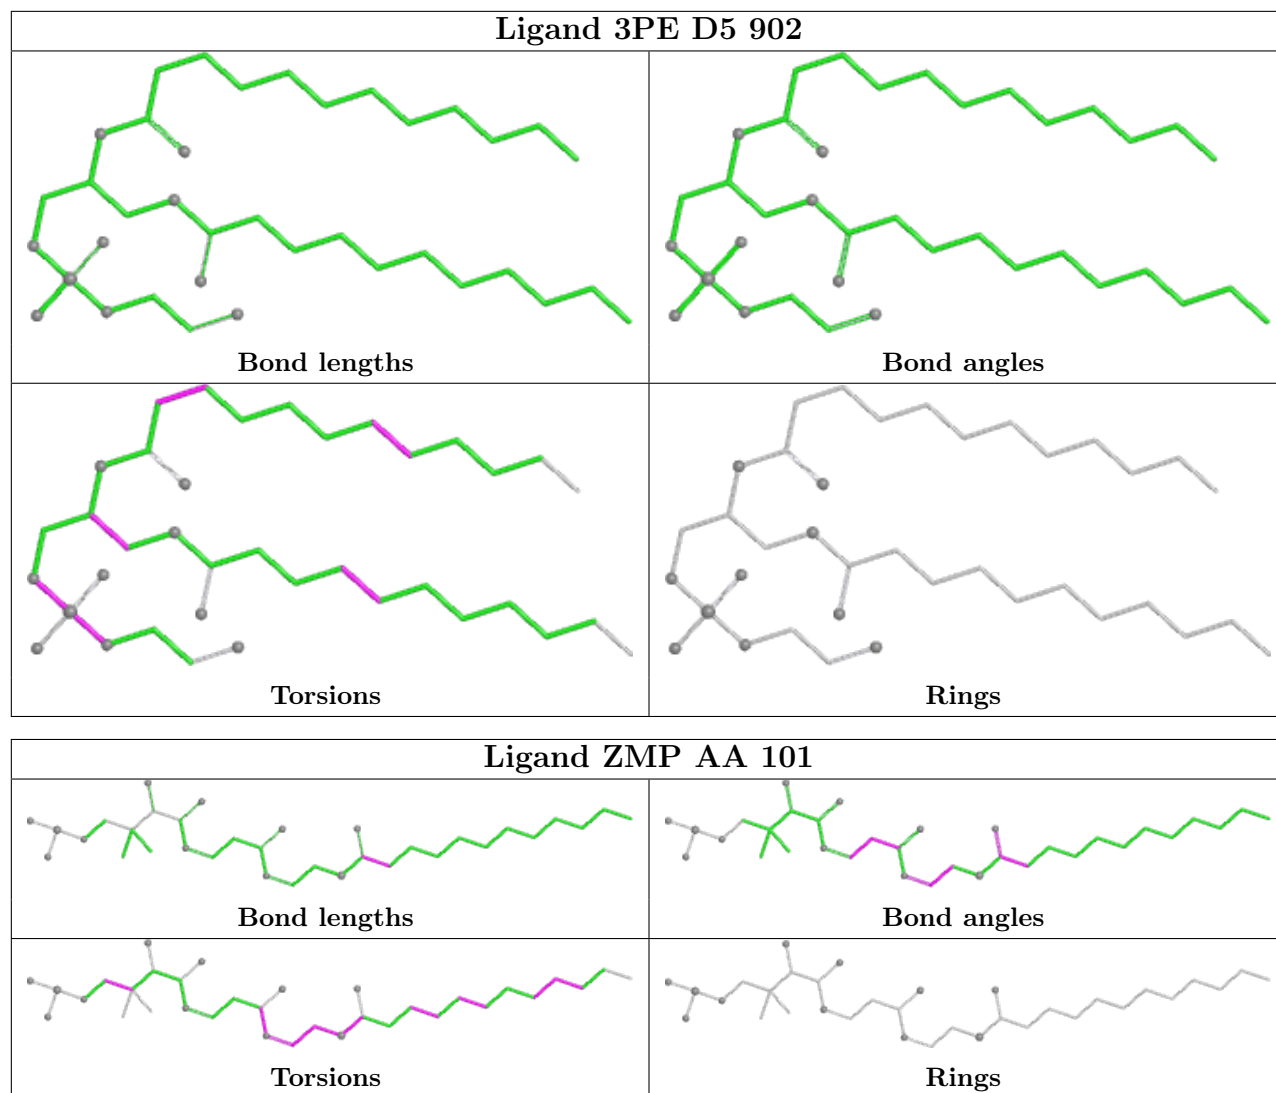 Ligand 3PE D5 902
Bond lengths
Bond angles
Torsions
Rings
Ligand ZMP AA 101
Bond lengths
Bond angles
Torsions
Rings